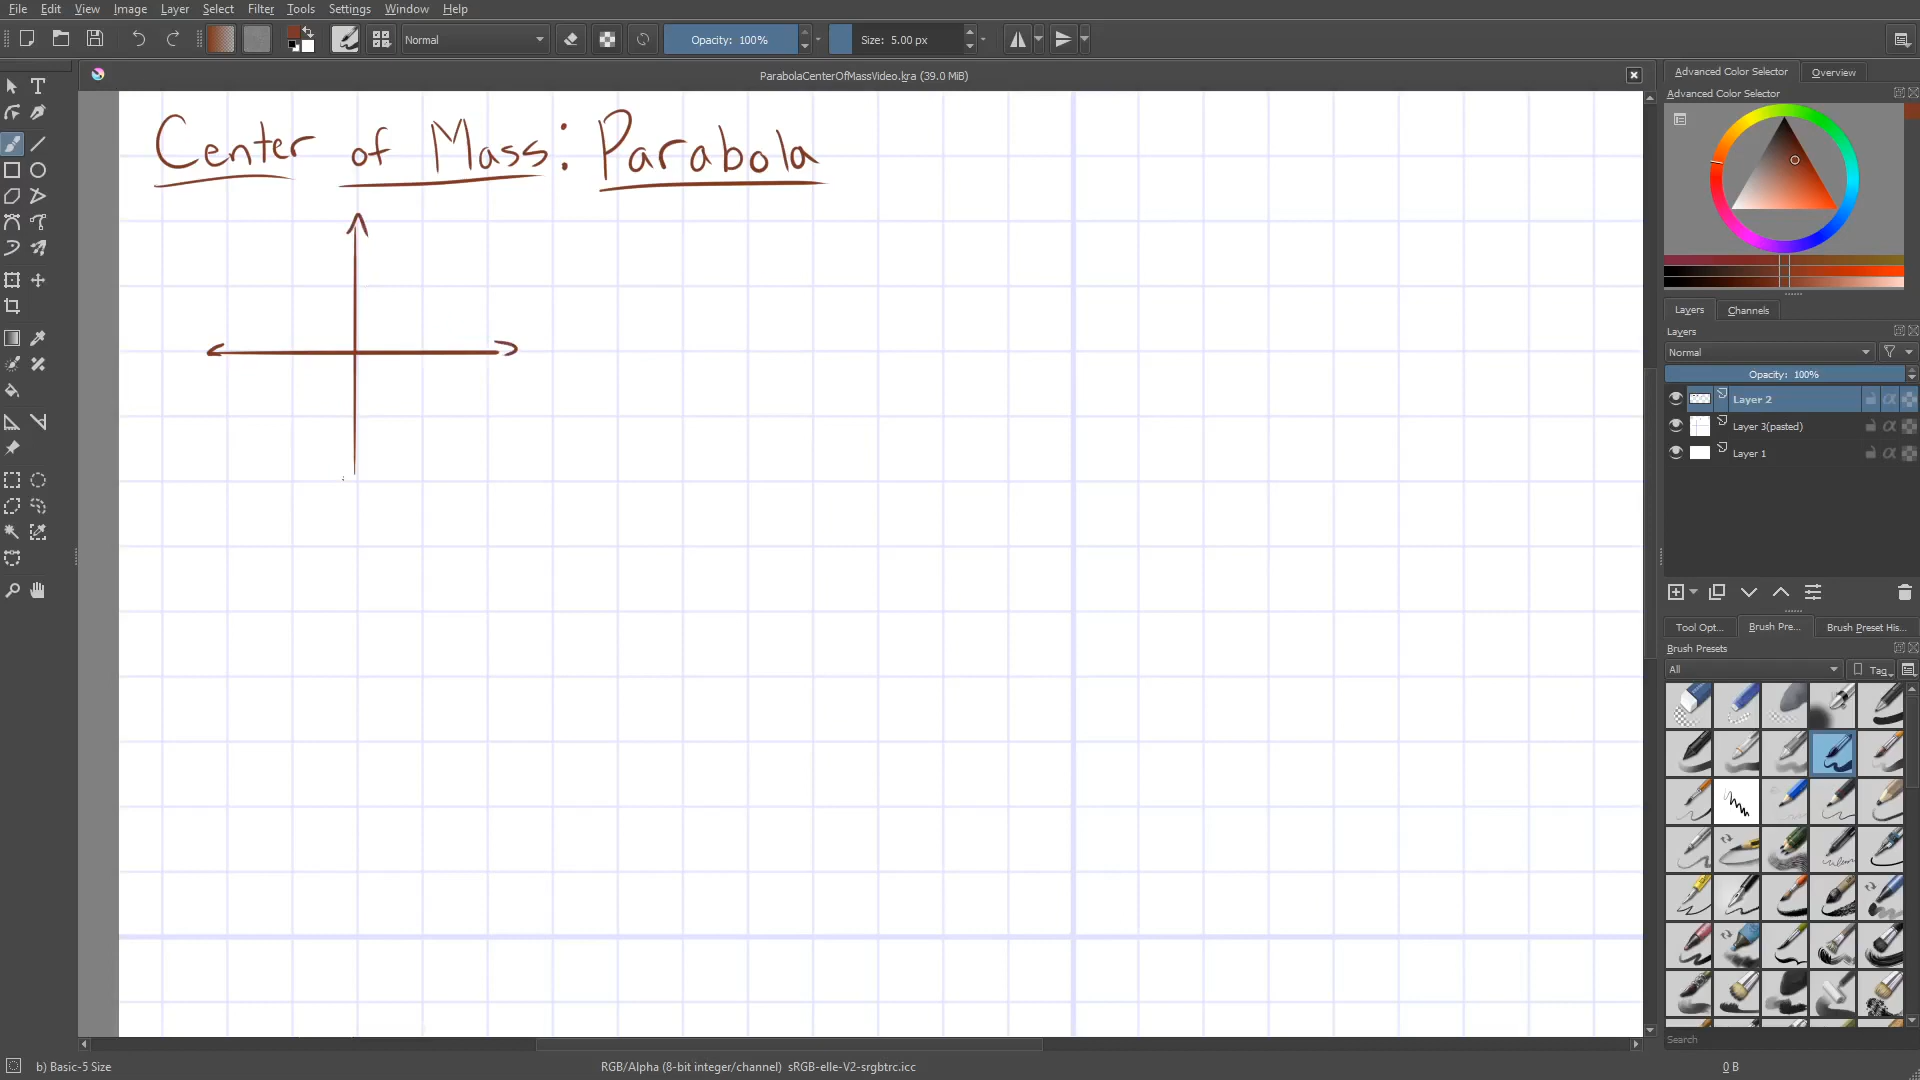 File Edit View Image Layer Select Filter Tools Settings Window Help
Normal Opacity: 100% Size: 5.00 px
ParabolaCenterOfMassVideo.kra (39.0 MiB)
Center of Mass: Parabola
Advanced Color Selector Overview
Advanced Color Selector
Layers Channels
Layers
Normal
Opacity: 100%
Layer 2
Layer 3(pasted)
Layer 1
Tool Opt... Brush Pre... Brush Preset His...
Brush Presets
All Tag
Search
b) Basic-5 Size RGB/Alpha (8-bit integer/channel) sRGB-elle-V2-srgbtrc.icc 0 B